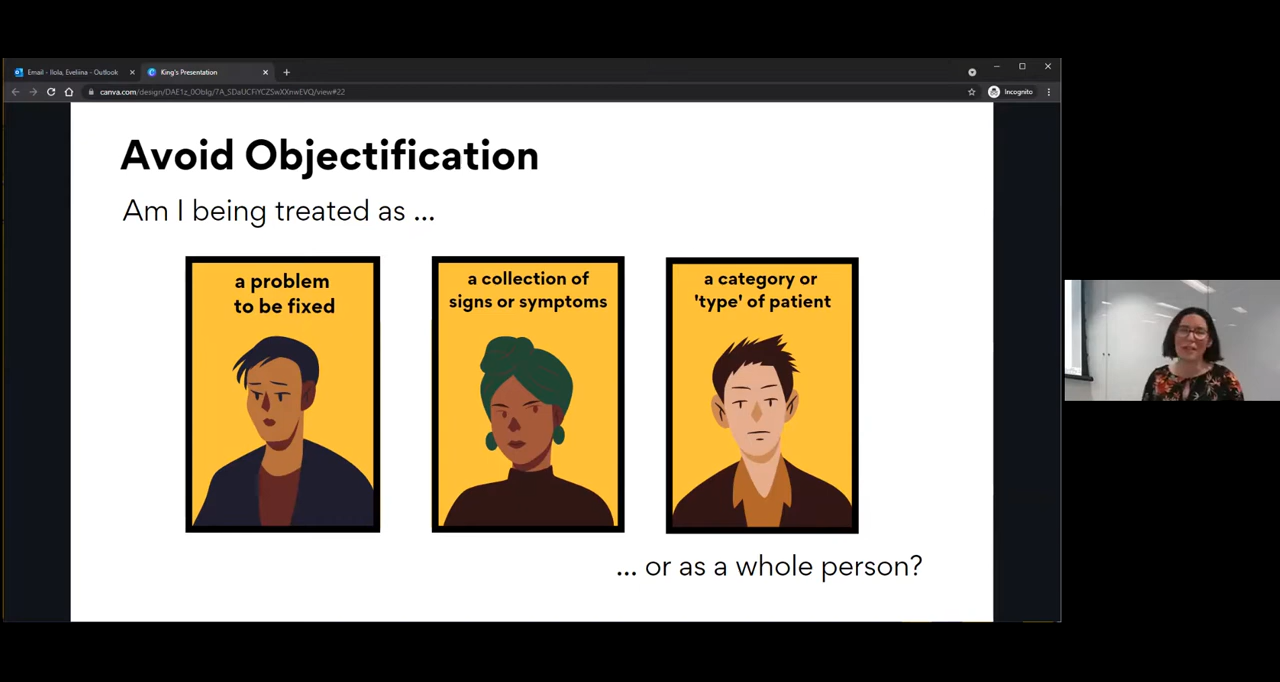 Email - Ilola, Eveliina - Outlook
King's Presentation
Incognito
Avoid Objectification
Am I being treated as ...
a problem
to be fixed
a collection of
signs or symptoms
a category or
'type' of patient
... or as a whole person?